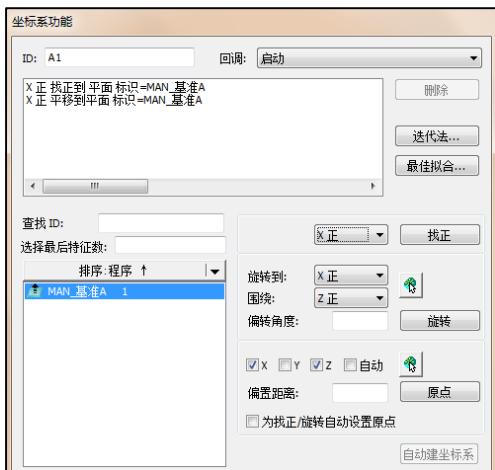 坐标系功能
ID: A1
回调: 启动
X 正 找正到 平面 标识=MAN_基准A
X 正 平移到平面 标识=MAN_基准A
删除
迭代法...
最佳拟合...
查找 ID:
选择最后特征数:
排序:程序 ↑
MAN_基准A 1
X 正
找正
旋转到: X 正
围绕: Z 正
偏转角度:
旋转
X Y Z 自动
偏置距离:
原点
为找正/旋转自动设置原点
自动建坐标系